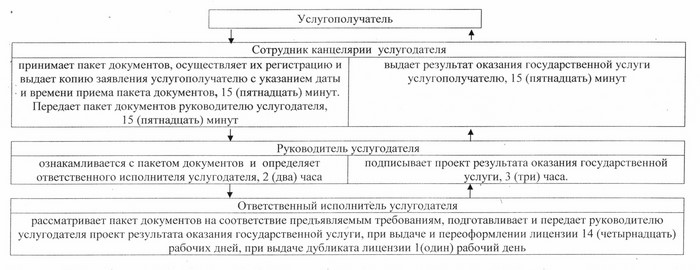 Услугополучатель
Сотрудник канцелярии услугодателя
принимает пакет документов, осуществляет их регистрацию и
выдает копию заявления услугополучателю с указанием даты
и времени приема пакета документов, 15 (пятнадцать) минут.
Передает пакет документов руководителю услугодателя,
15 (пятнадцать) минут
выдает результат оказания государственной услуги
услугополучателю, 15 (пятнадцать) минут
Руководитель услугодателя
ознакамливается с пакетом документов и определяет
ответственного исполнителя услугодателя, 2 (два) часа
подписывает проект результата оказания государственной
услуги, 3 (три) часа.
Ответственный исполнитель услугодателя
рассматривает пакет документов на соответствие предъявляемым требованиям, подготавливает и передает руководителю
услугодателя проект результата оказания государственной услуги, при выдаче и переоформлении лицензии 14 (четырнадцать)
рабочих дней, при выдаче дубликата лицензии 1(один) рабочий день